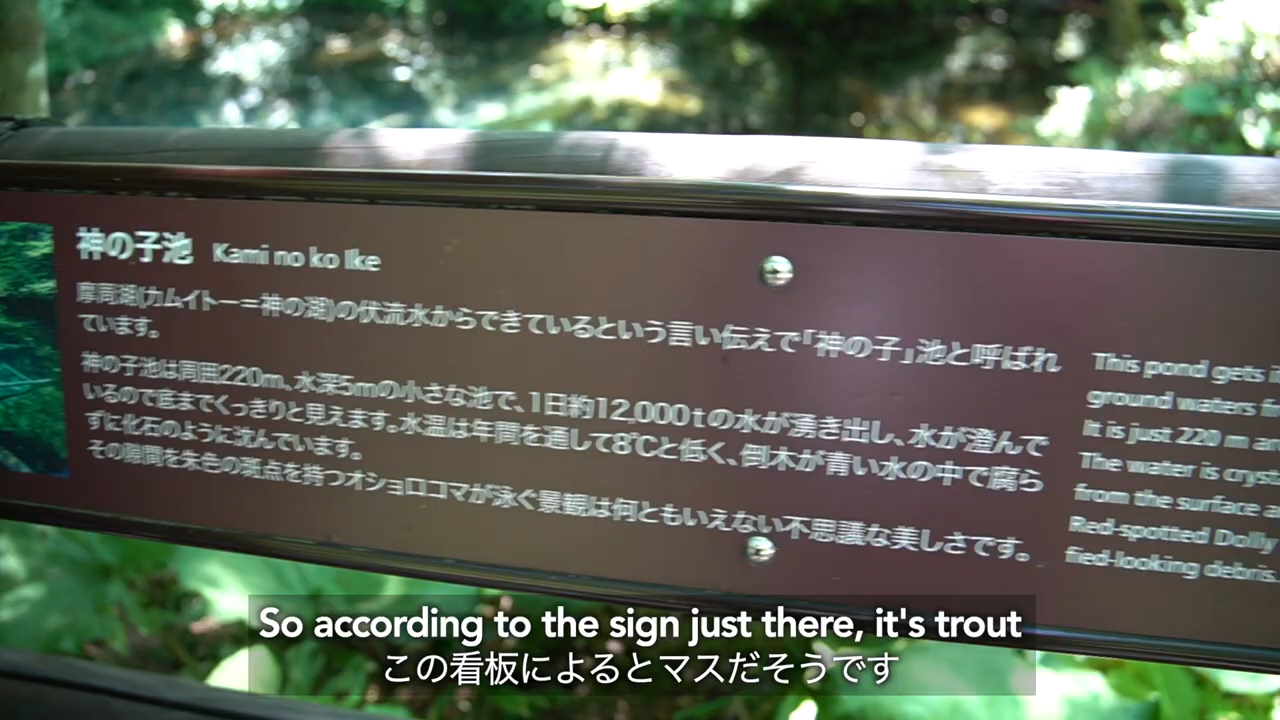 神の子池 Kami no ko Ike
摩周湖(カムイトー＝神の湖)の伏流水からできているという言い伝えで「神の子」池と呼ばれ
ています。
神の子池は周囲220m、水深5mの小さな池で、1日約12,000tの水が湧き出し、水が澄んで
いるので底までくっきりと見えます。水温は年間を通して8℃と低く、倒木が青い水の中で腐ら
ずに化石のように沈んでいます。
その隙間を朱色の斑点を持つオショロコマが泳ぐ景観は何ともいえない不思議な美しさです。
This pond gets
ground waters
It is just 220 m
The water is
from the surface
Red-spotted Dolly
fied-looking debris.
So according to the sign just there, it's trout
この看板によるとマスだそうです